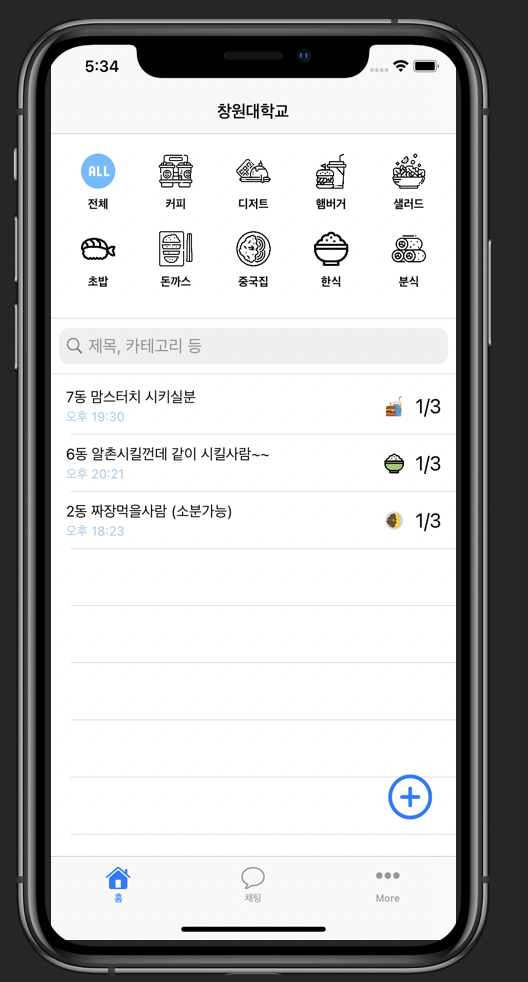 5:34
창원대학교
ALL
전체 커피 디저트 햄버거 샐러드
초밥 돈까스 중국집 한식 분식
제목, 카테고리 등
7동 맘스터치 시키실분
오후 19:30
1/3
6동 알촌시킬껀데 같이 시킬사람~~
오후 20:21
1/3
2동 짜장먹을사람 (소분가능)
오후 18:23
1/3
홈 채팅 More